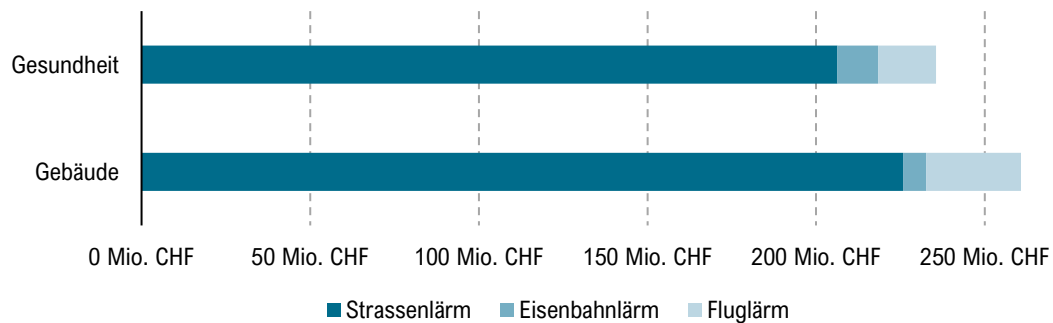 Gesundheit
Gebäude
0 Mio. CHF 50 Mio. CHF 100 Mio. CHF 150 Mio. CHF 200 Mio. CHF 250 Mio. CHF
Strassenlärm Eisenbahnlärm Fluglärm